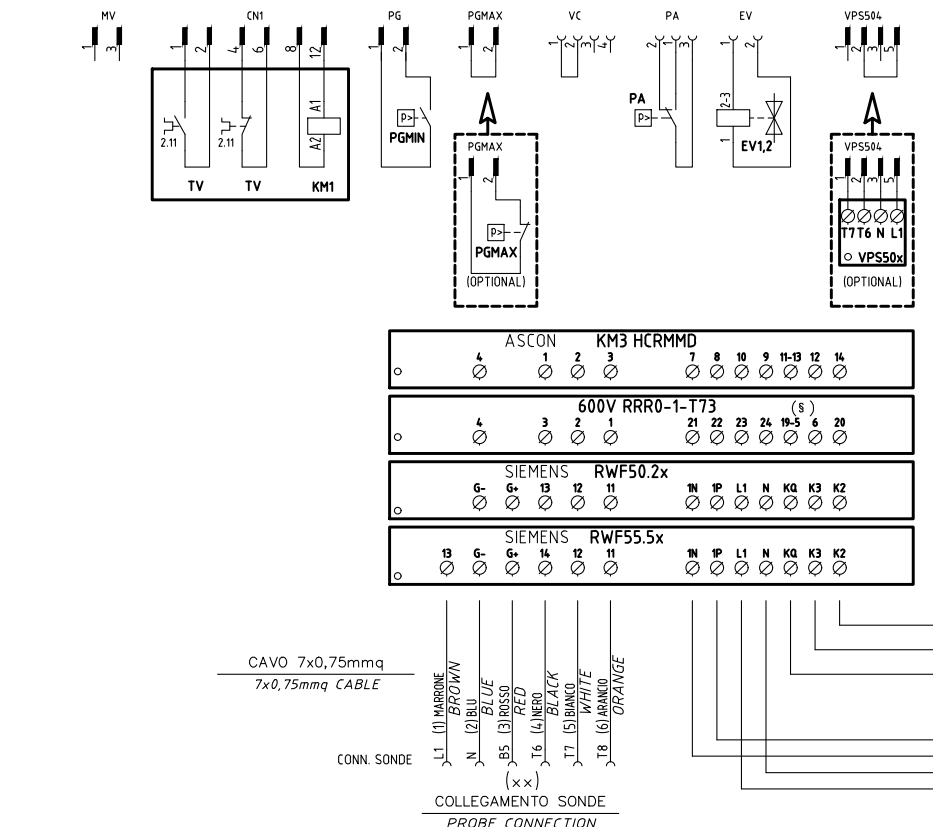 MV CN1 PG PGMAX VC PA EV VPS504
1 3 1 2 4 6 8 12 1 2 1 2 1 2 3 4 2 1 3 1 2 1 2 3 5
2.11 2.11 A1 A2 P> PGMIN PA P> 2-3 1 EV1,2
TV TV KM1
PGMAX
1 2
P>
PGMAX
(OPTIONAL)
VPS504
1 2 3 5
T7 T6 N L1
VPS50x
(OPTIONAL)
ASCON KM3 HCRMMD
4 1 2 3 7 8 10 9 11-13 12 14
600V RRR0-1-T73 (§)
4 3 2 1 21 22 23 24 19-5 6 20
SIEMENS RWF50.2x
G- G+ 13 12 11 1N 1P L1 N KQ K3 K2
SIEMENS RWF55.5x
13 G- G+ 14 12 11 1N 1P L1 N KQ K3 K2
CAVO 7x0,75mmq
7x0,75mmq CABLE
L1 (1) MARRONE
BROWN
N (2) BLU
BLUE
B5 (3) ROSSO
RED
T6 (4) NERO
BLACK
T7 (5) BIANCO
WHITE
T8 (6) ARANCIO
ORANGE
CONN. SONDE
(xx)
COLLEGAMENTO SONDE
PROBE CONNECTION